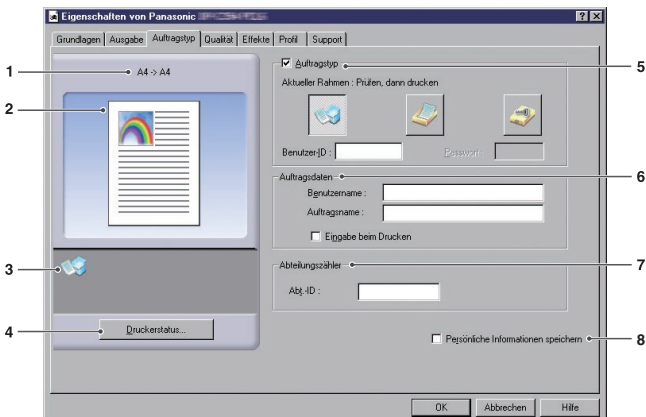 Eigenschaften von Panasonic
Grundlagen Ausgabe Auftragstyp Qualität Effekte Profil Support
1
A4 -> A4
2
3
4
Druckerstatus...
Auftragstyp
5
Aktueller Rahmen : Prüfen, dann drucken
Benutzer-ID :
Passwort :
Auftragsdaten
6
Benutzername :
Auftragsname :
Eingabe beim Drucken
Abteilungszähler
7
Abt.-ID :
Persönliche Informationen speichern
8
OK Abbrechen Hilfe